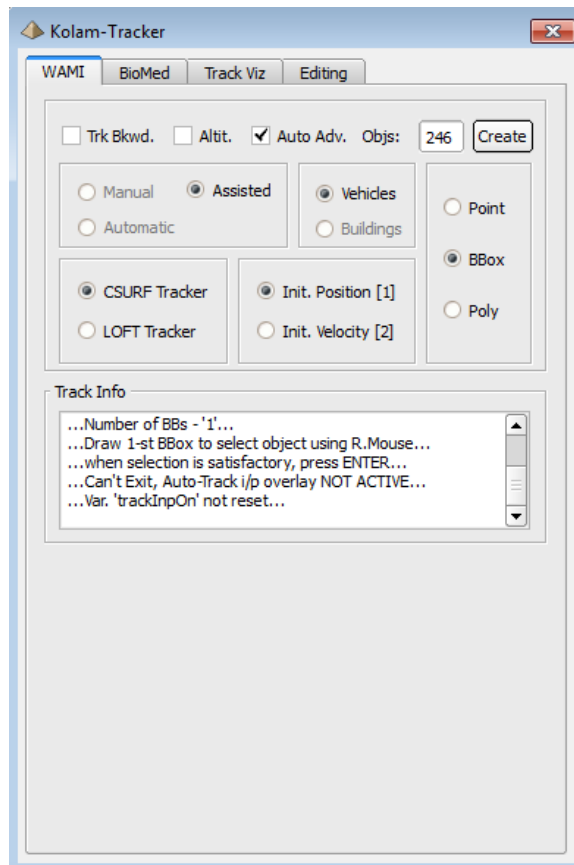 Kolam-Tracker
WAMI BioMed Track Viz Editing
Trk Bkwd. Altit. Auto Adv. Objs: 246 Create
Manual Assisted Vehicles Point
Automatic Buildings
BBox
CSURF Tracker Init. Position [1]
Poly
LOFT Tracker Init. Velocity [2]
Track Info
...Number of BBs - '1'...
...Draw 1-st BBox to select object using R.Mouse...
...when selection is satisfactory, press ENTER...
...Can't Exit, Auto-Track i/p overlay NOT ACTIVE...
...Var. 'trackInpOn' not reset...